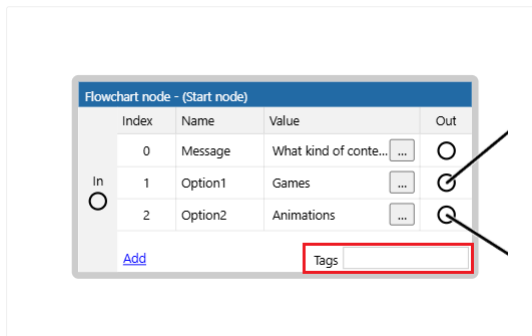 Flowchart node - (Start node)
Index Name Value Out
0 Message What kind of conte... ...
In
1 Option1 Games ...
2 Option2 Animations ...
Add Tags